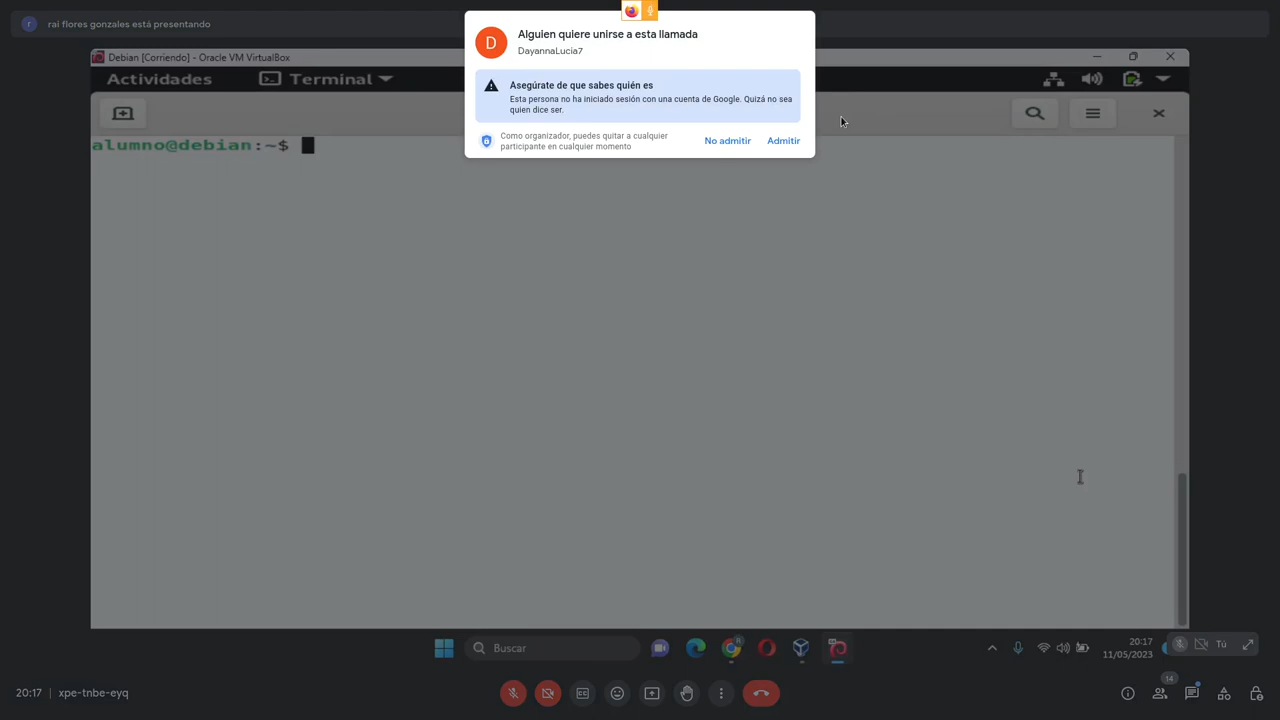 r rai flores gonzales está presentando
D Alguien quiere unirse a esta llamada
DayannaLucia7
Asegúrate de que sabes quién es
Esta persona no ha iniciado sesión con una cuenta de Google. Quizá no sea
quien dice ser.
Como organizador, puedes quitar a cualquier
participante en cualquier momento
No admitir Admitir
Debian [Corriendo] - Oracle VM VirtualBox
Actividades Terminal
alumno@debian:~$
Buscar
20:17
11/05/2023
Tú
14
20:17 | xpe-tnbe-eyq